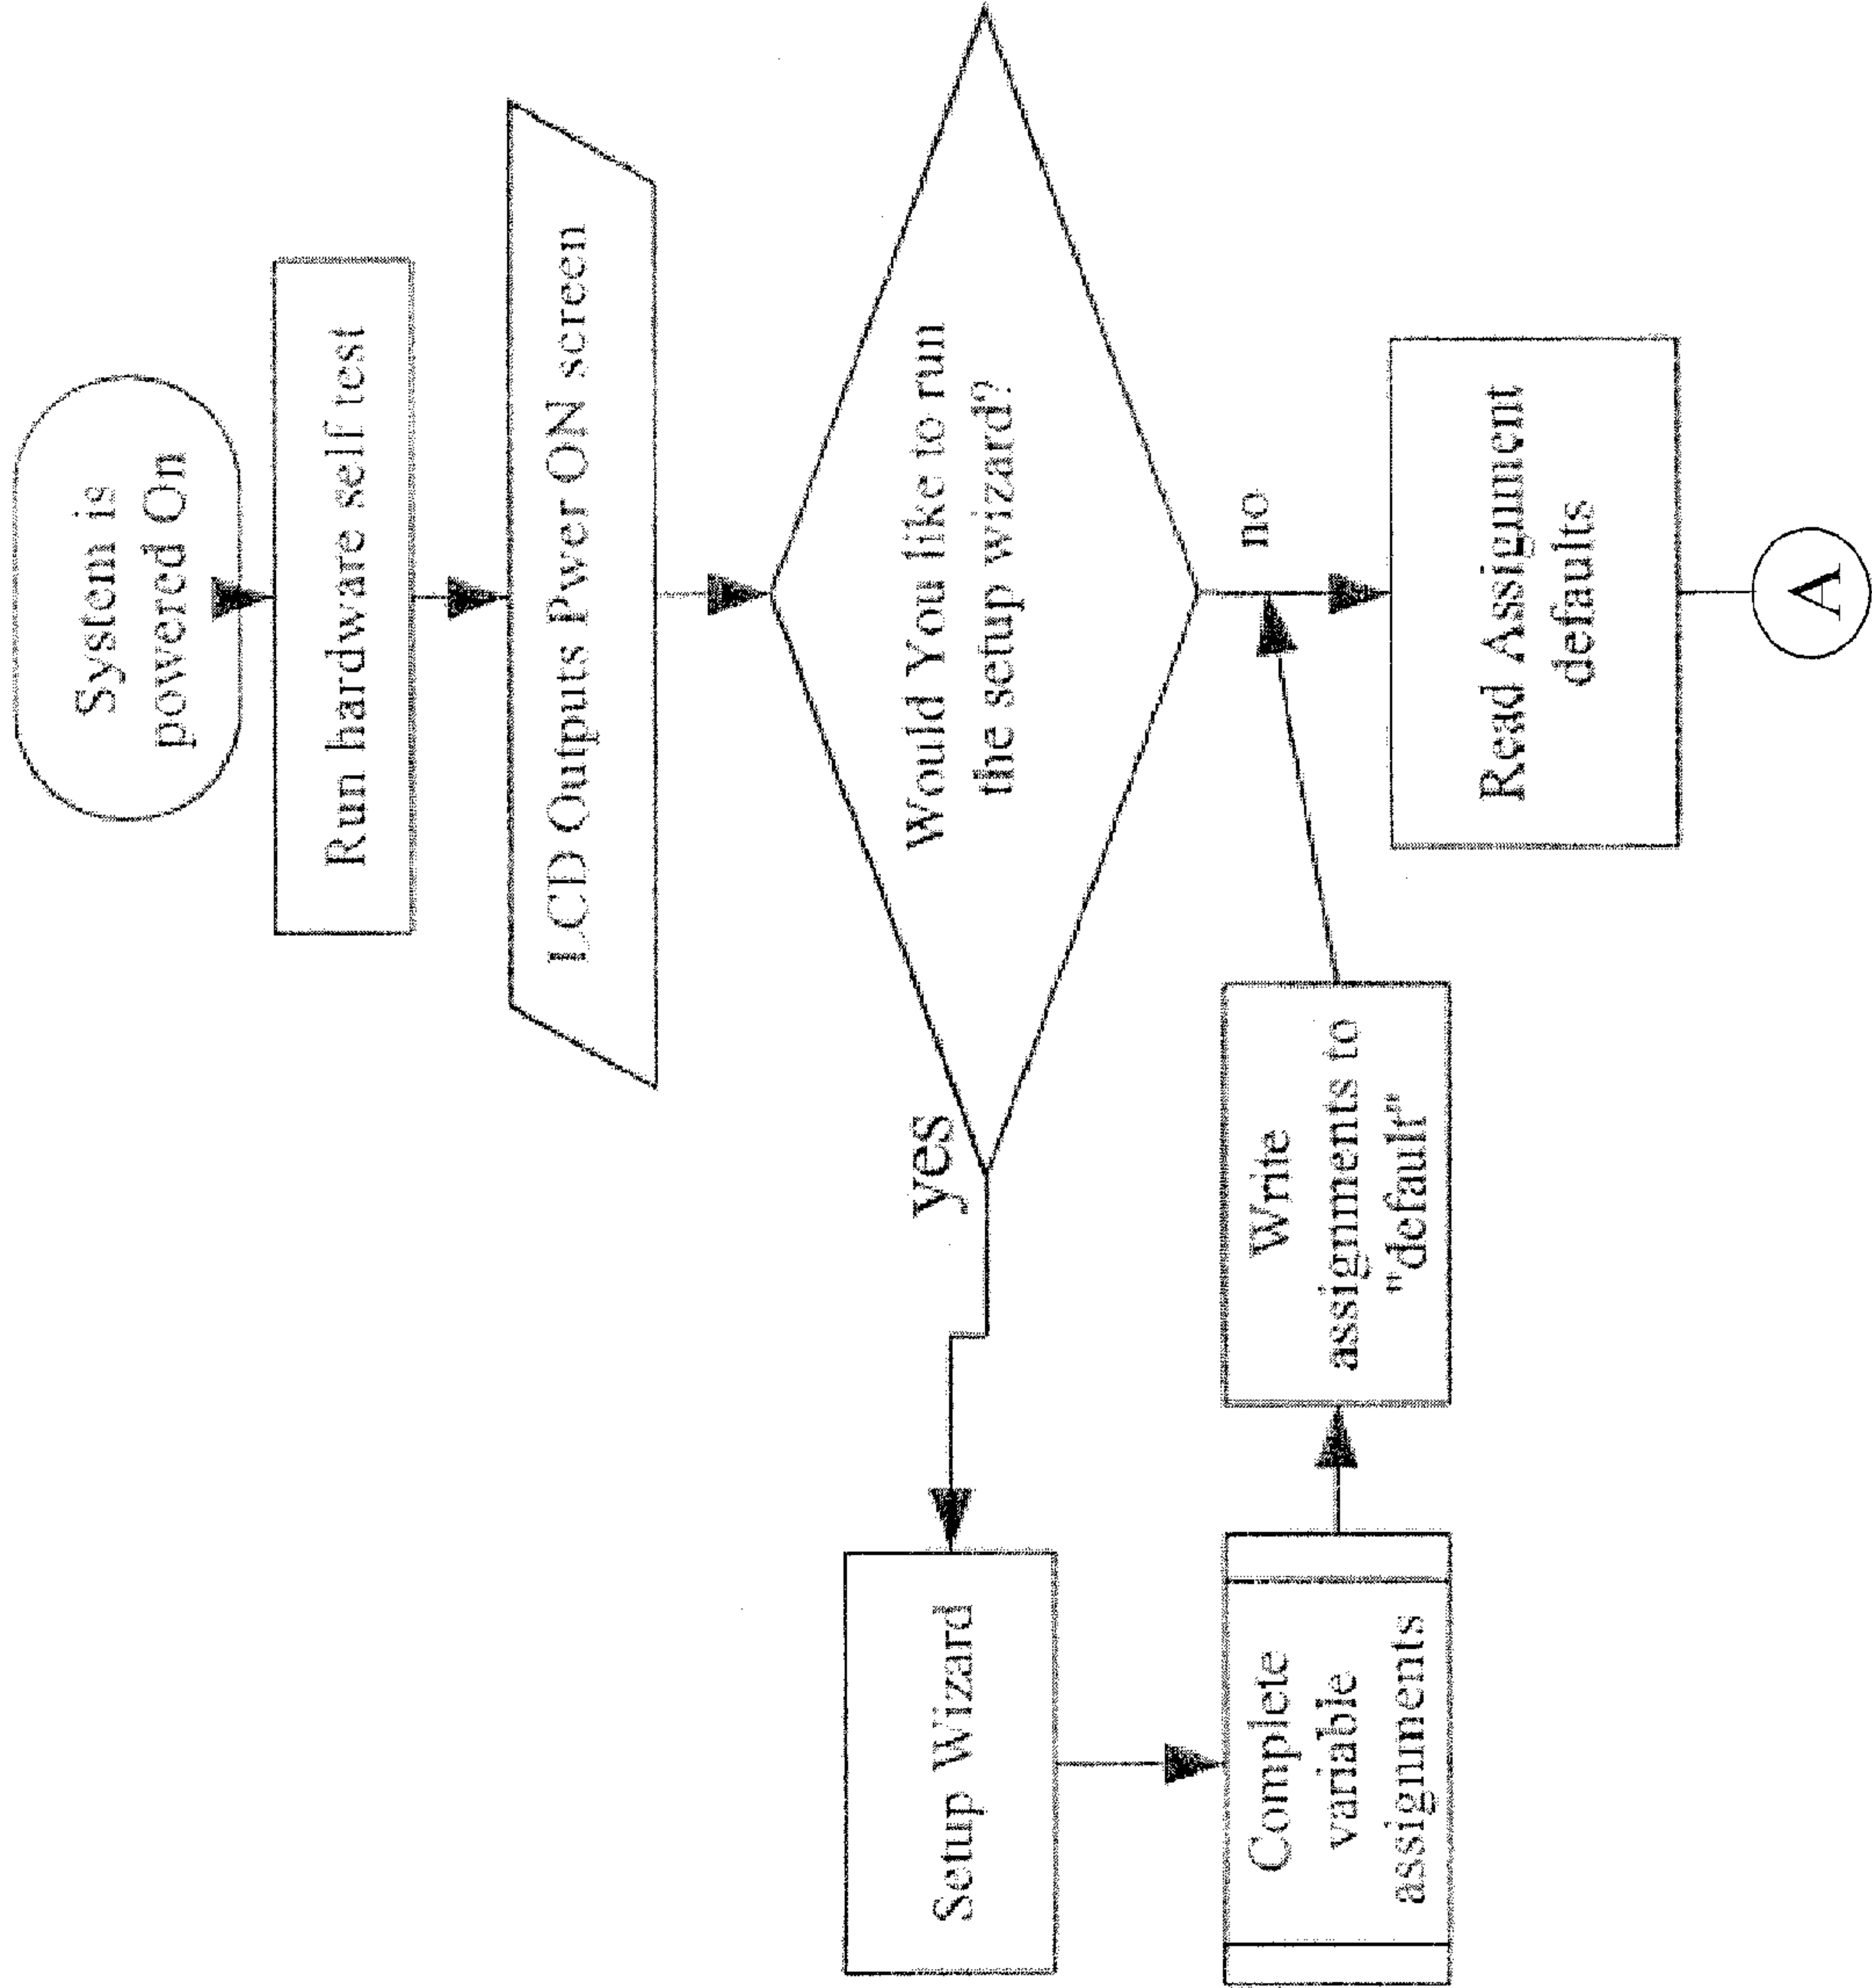 System is
powered On
Run hardware self test
LCD Outputs Pwer ON screen
Would You like to run
the setup wizard?
yes
no
Setup Wizard
Complete
variable
assignments
Write
assignments to
"defaulr"
Read Assignment
defaults
A